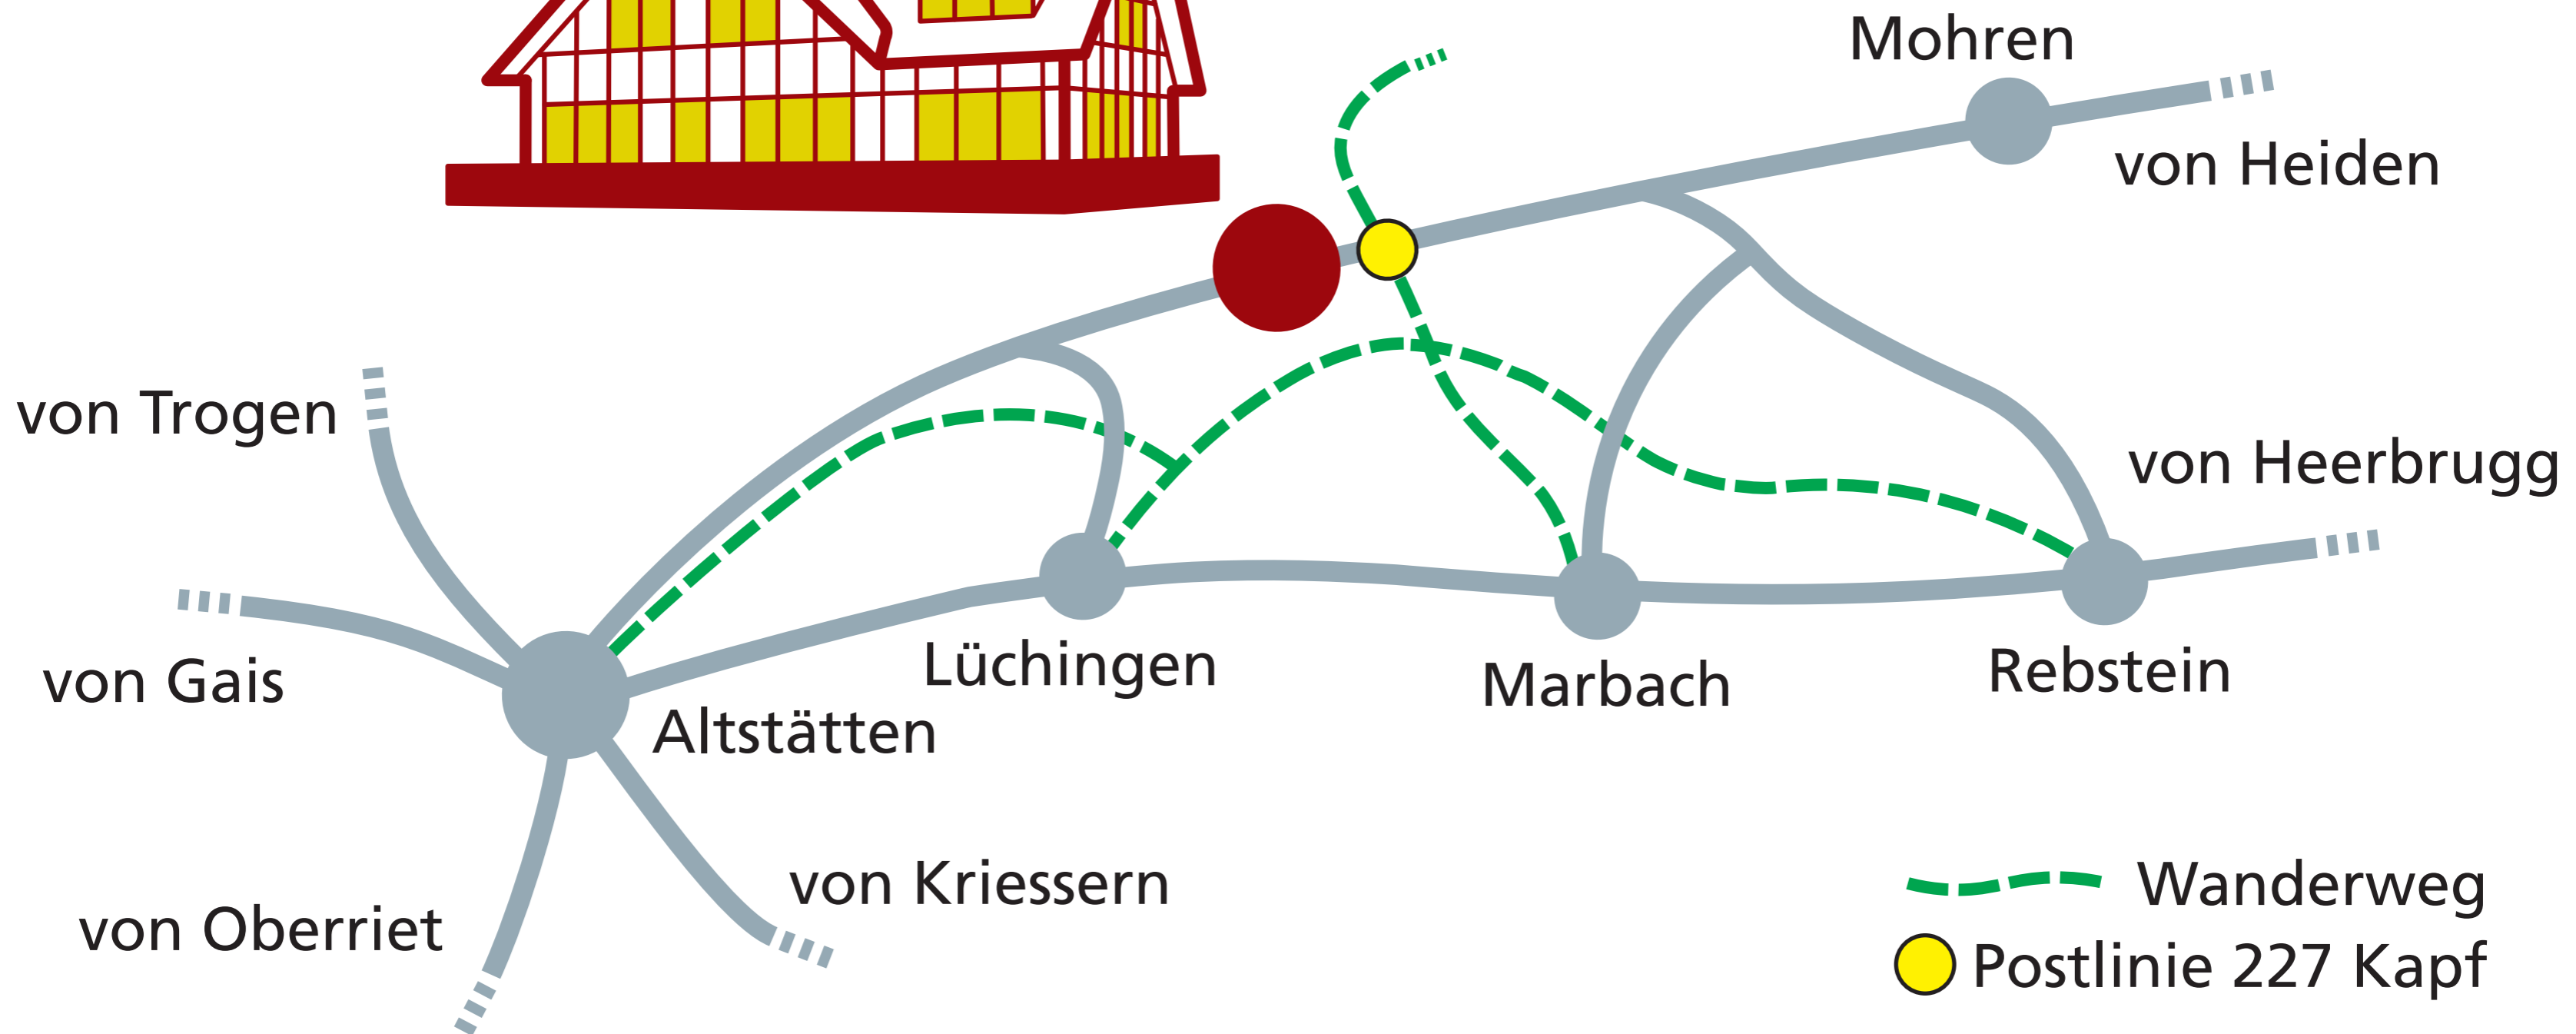 Mohren
von Heiden
von Trogen
von Heerbrugg
von Gais
Lüchingen
Marbach
Rebstein
Altstätten
von Kriessern
von Oberriet
Wanderweg
Postlinie 227 Kapf